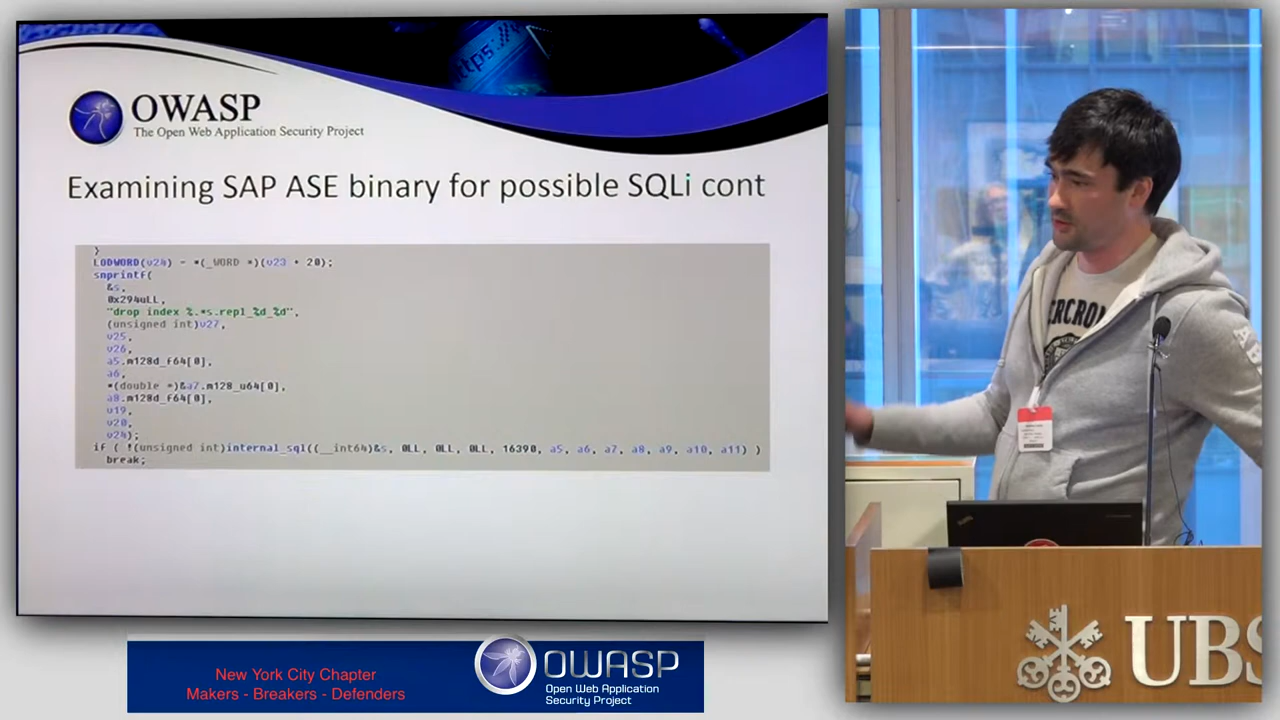 https:
OWASP
The Open Web Application Security Project
Examining SAP ASE binary for possible SQLi cont
}
LODWORD(v24) - *(_WORD *)(v23 + 20);
snprintf(
&s,
0x294uLL,
"drop index %.*s.repl_%d_%d",
(unsigned int)v27,
v25,
v26,
a5.m128d_f64[0],
a6,
*(double *)&a7.m128_u64[0],
a8.m128d_f64[0],
v19,
v20,
v24);
if ( !(unsigned int)internal_sql((__int64)&s, 0LL, 0LL, 0LL, 16390, a5, a6, a7, a8, a9, a10, a11) )
break;
New York City Chapter
Makers - Breakers - Defenders
OWASP
Open Web Application
Security Project
ERCRO
UBS